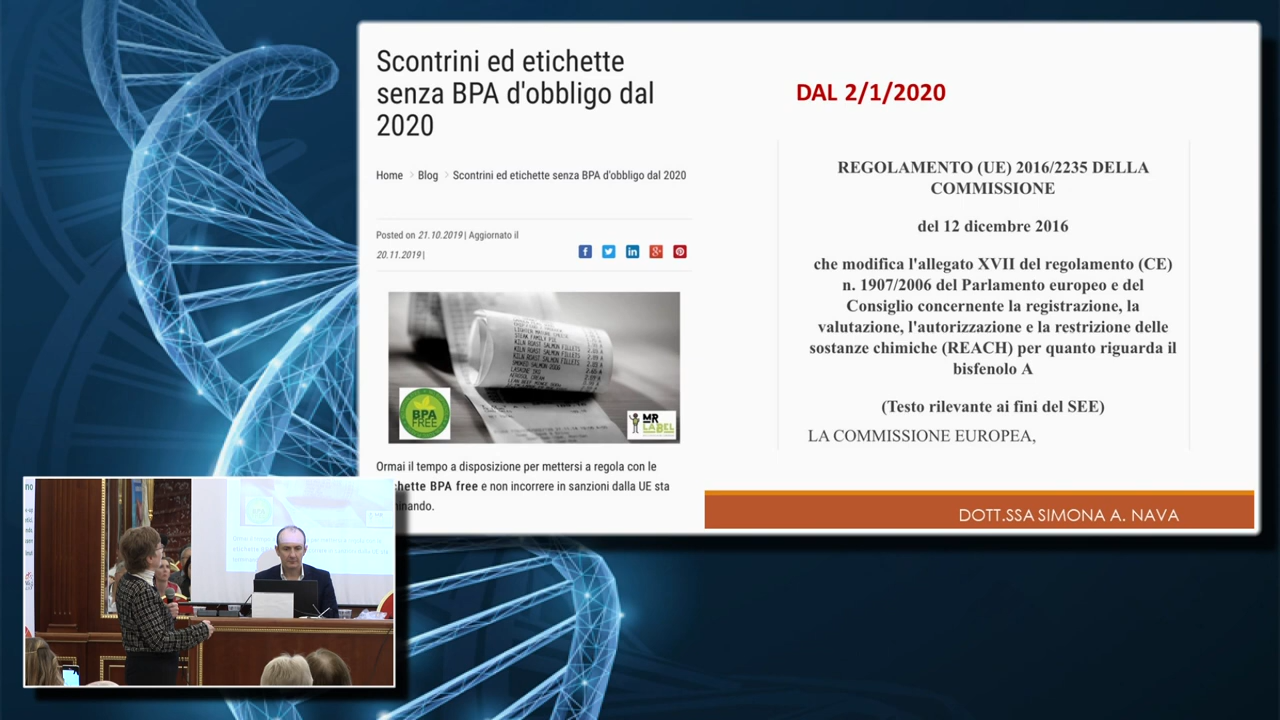 Scontrini ed etichette
senza BPA d'obbligo dal
2020
Home > Blog > Scontrini ed etichette senza BPA d'obbligo dal 2020
Posted on 21.10.2019 | Aggiornato il
20.11.2019 |
BPA
FREE
MR
LABEL
Ormai il tempo a disposizione per mettersi a regola con le
hette BPA free e non incorrere in sanzioni dalla UE sta
inando.
DAL 2/1/2020
REGOLAMENTO (UE) 2016/2235 DELLA
COMMISSIONE
del 12 dicembre 2016
che modifica l'allegato XVII del regolamento (CE)
n. 1907/2006 del Parlamento europeo e del
Consiglio concernente la registrazione, la
valutazione, l'autorizzazione e la restrizione delle
sostanze chimiche (REACH) per quanto riguarda il
bisfenolo A
(Testo rilevante ai fini del SEE)
LA COMMISSIONE EUROPEA,
DOTT.SSA SIMONA A. NAVA